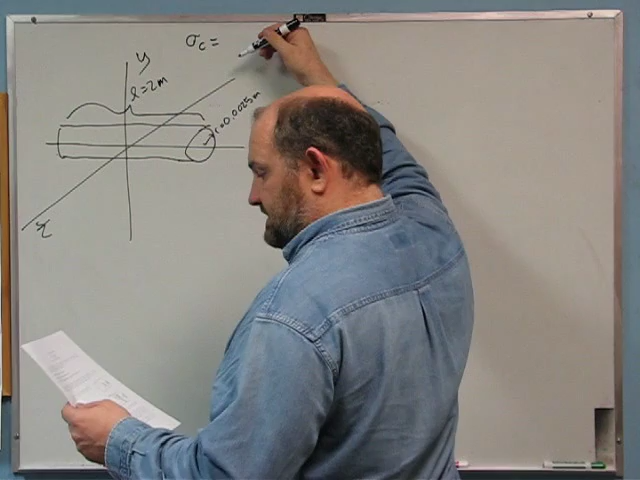 σc =
y
l = 2m
r=0.0025m
z